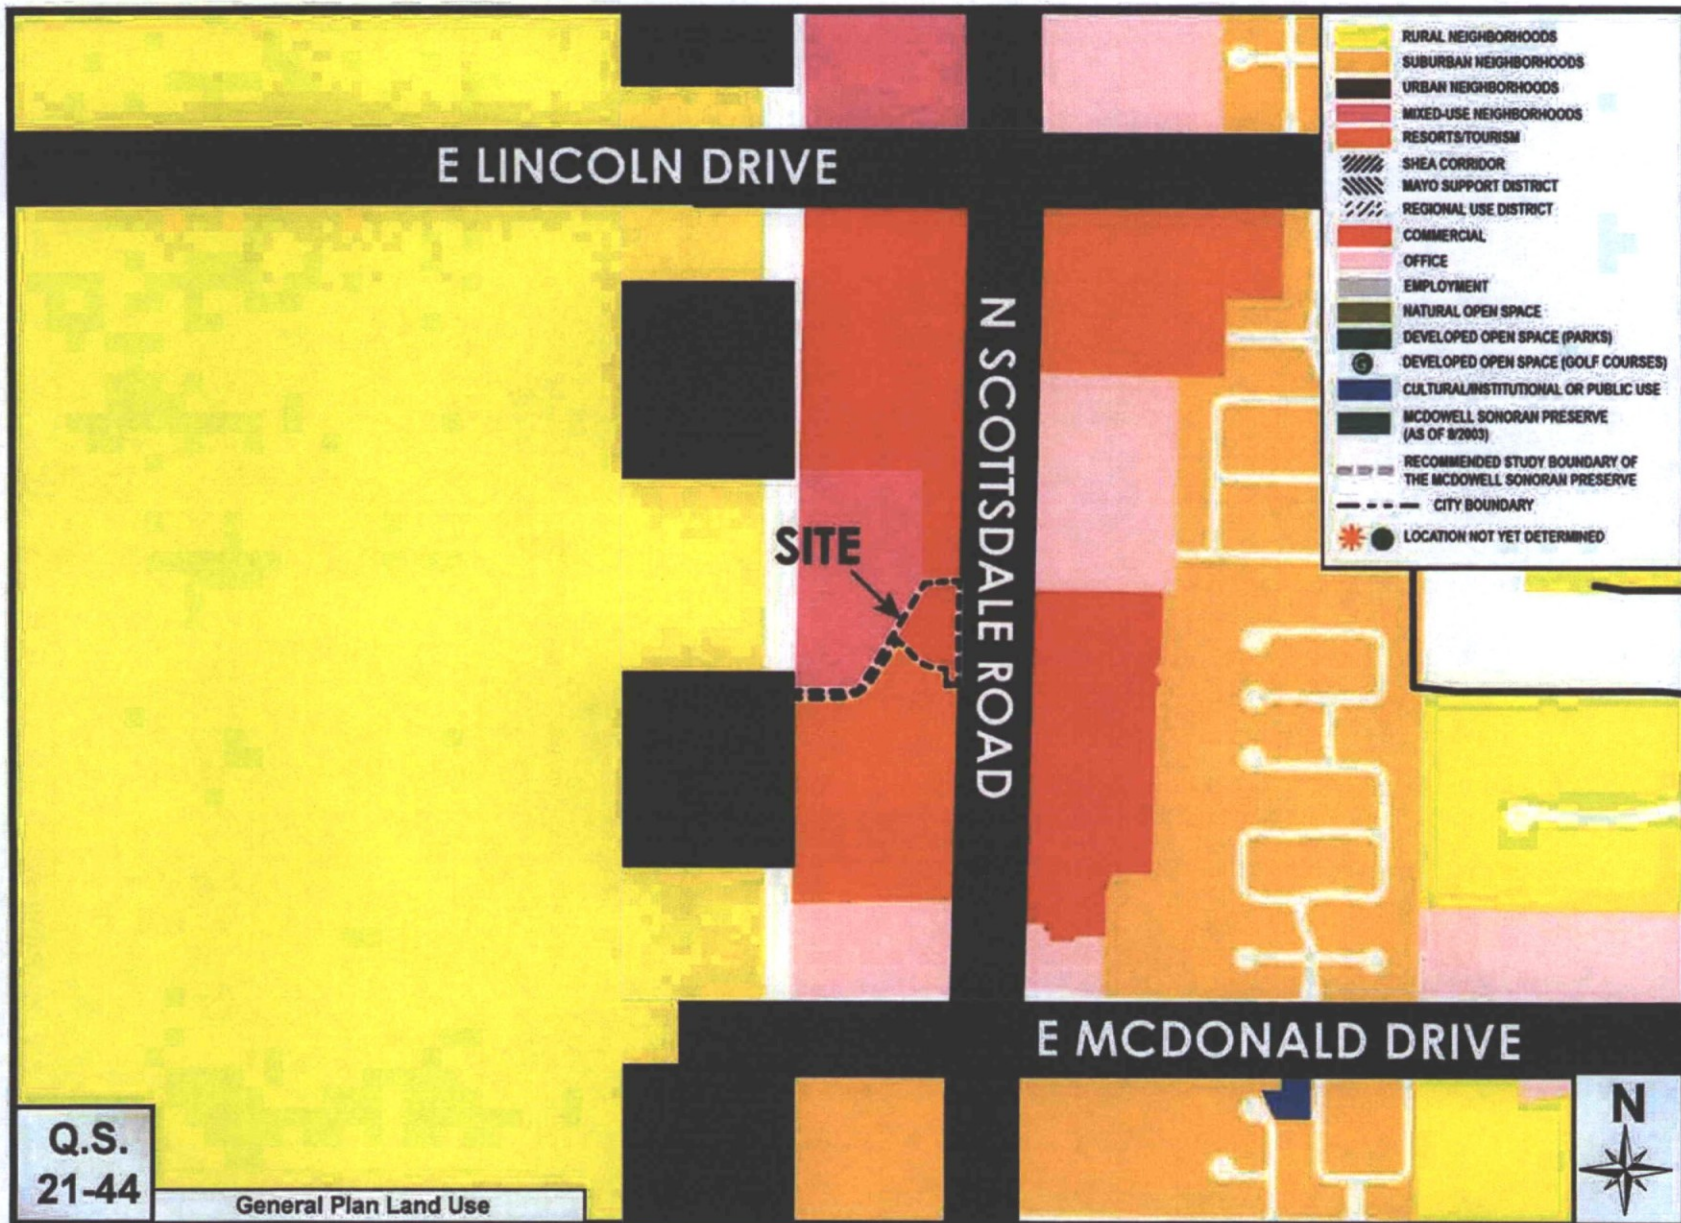 E LINCOLN DRIVE
N SCOTTSDALE ROAD
SITE
E MCDONALD DRIVE
RURAL NEIGHBORHOODS
SUBURBAN NEIGHBORHOODS
URBAN NEIGHBORHOODS
MIXED-USE NEIGHBORHOODS
RESORTS/TOURISM
SHEA CORRIDOR
MAYO SUPPORT DISTRICT
REGIONAL USE DISTRICT
COMMERCIAL
OFFICE
EMPLOYMENT
NATURAL OPEN SPACE
DEVELOPED OPEN SPACE (PARKS)
G DEVELOPED OPEN SPACE (GOLF COURSES)
CULTURAL/INSTITUTIONAL OR PUBLIC USE
MCDOWELL SONORAN PRESERVE
(AS OF 8/2003)
RECOMMENDED STUDY BOUNDARY OF
THE MCDOWELL SONORAN PRESERVE
CITY BOUNDARY
LOCATION NOT YET DETERMINED
Q.S.
21-44
General Plan Land Use
N